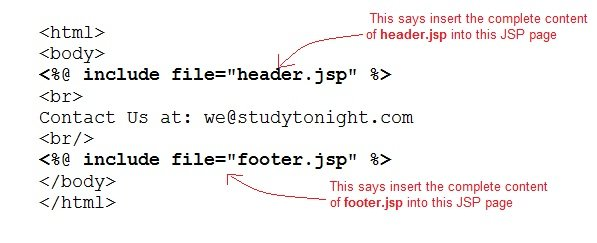 This says insert the complete content
of header.jsp into this JSP page
<html>
<body>
<%@ include file="header.jsp" %>
<br>
Contact Us at: we@studytonight.com
<br/>
<%@ include file="footer.jsp" %>
</body>
</html>
This says insert the complete content
of footer.jsp into this JSP page